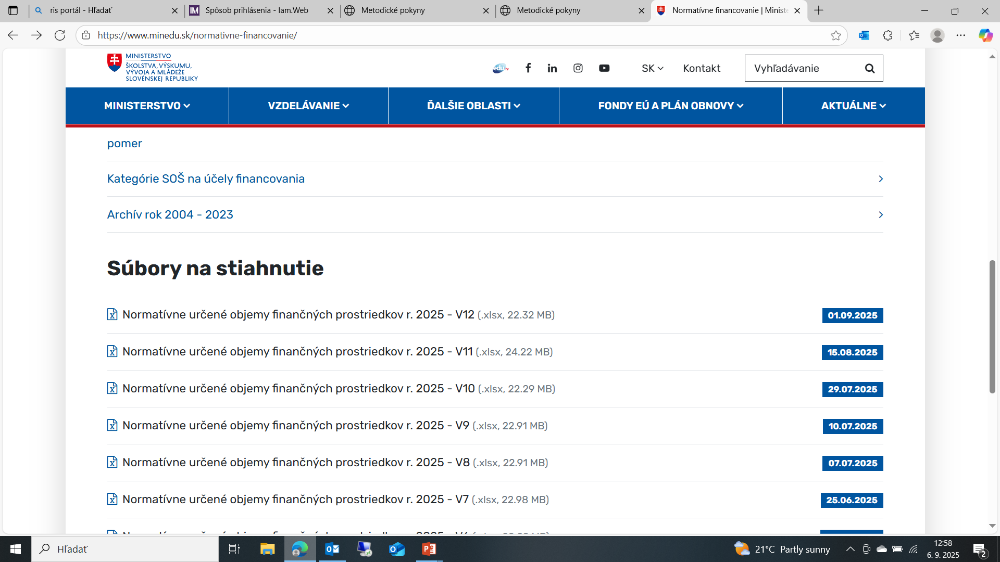 ris portál - Hľadať
Spôsob prihlásenia - Iam.Web
Metodické pokyny
Metodické pokyny
Normatívne financovanie | Ministe
https://www.minedu.sk/normativne-financovanie/
MINISTERSTVO
ŠKOLSTVA, VÝSKUMU,
VÝVOJA A MLÁDEŽE
SLOVENSKEJ REPUBLIKY
edu tv
SK
Kontakt
Vyhľadávanie
MINISTERSTVO
VZDELÁVANIE
ĎALŠIE OBLASTI
FONDY EÚ A PLÁN OBNOVY
AKTUÁLNE
pomer
Kategórie SOŠ na účely financovania
Archív rok 2004 - 2023
Súbory na stiahnutie
Normatívne určené objemy finančných prostriedkov r. 2025 - V12 (.xlsx, 22.32 MB) 01.09.2025
Normatívne určené objemy finančných prostriedkov r. 2025 - V11 (.xlsx, 24.22 MB) 15.08.2025
Normatívne určené objemy finančných prostriedkov r. 2025 - V10 (.xlsx, 22.29 MB) 29.07.2025
Normatívne určené objemy finančných prostriedkov r. 2025 - V9 (.xlsx, 22.91 MB) 10.07.2025
Normatívne určené objemy finančných prostriedkov r. 2025 - V8 (.xlsx, 22.91 MB) 07.07.2025
Normatívne určené objemy finančných prostriedkov r. 2025 - V7 (.xlsx, 22.98 MB) 25.06.2025
Hľadať
21°C Partly sunny
12:58
6. 9. 2025
2